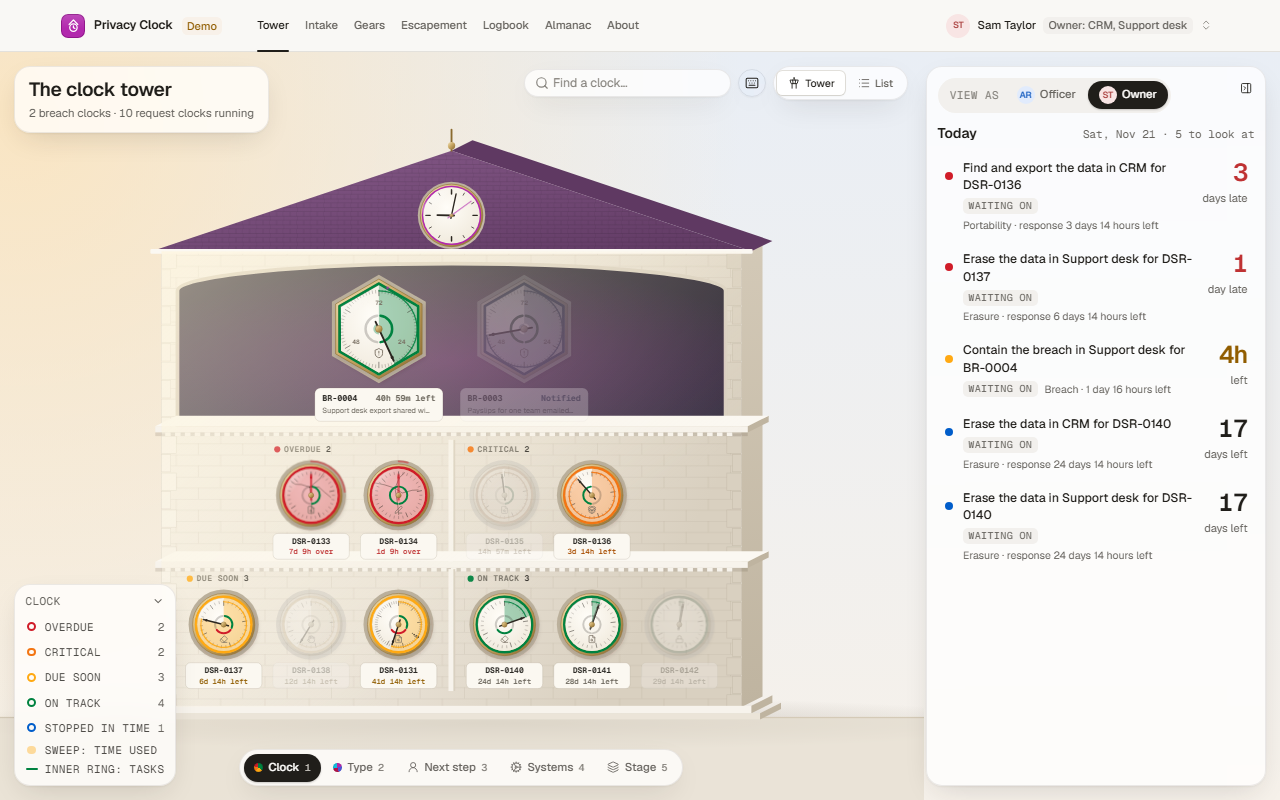 Privacy Clock Demo Tower Intake Gears Escapement Logbook Almanac About ST Sam Taylor Owner: CRM, Support desk
The clock tower
2 breach clocks · 10 request clocks running
Find a clock...
Tower List
72
48 24
BR-0004 40h 59m left
Support desk export shared wi...
BR-0003 Notified
Payslips for one team emailed...
OVERDUE 2
CRITICAL 2
DSR-0133
7d 9h over
DSR-0134
1d 9h over
DSR-0135
14h 57m left
DSR-0136
3d 14h left
DUE SOON 3
ON TRACK 3
DSR-0137
6d 14h left
DSR-0138
12d 14h left
DSR-0131
41d 14h left
DSR-0140
24d 14h left
DSR-0141
28d 14h left
DSR-0142
29d 14h left
CLOCK
OVERDUE 2
CRITICAL 2
DUE SOON 3
ON TRACK 4
STOPPED IN TIME 1
SWEEP: TIME USED
INNER RING: TASKS
Clock 1 Type 2 Next step 3 Systems 4 Stage 5
VIEW AS AR Officer ST Owner
Today Sat, Nov 21 · 5 to look at
Find and export the data in CRM for
DSR-0136
WAITING ON
Portability · response 3 days 14 hours left
3
days late
Erase the data in Support desk for DSR-
0137
WAITING ON
Erasure · response 6 days 14 hours left
1
day late
Contain the breach in Support desk for
BR-0004
WAITING ON Breach · 1 day 16 hours left
4h
left
Erase the data in CRM for DSR-0140
WAITING ON
Erasure · response 24 days 14 hours left
17
days left
Erase the data in Support desk for DSR-
0140
WAITING ON
Erasure · response 24 days 14 hours left
17
days left